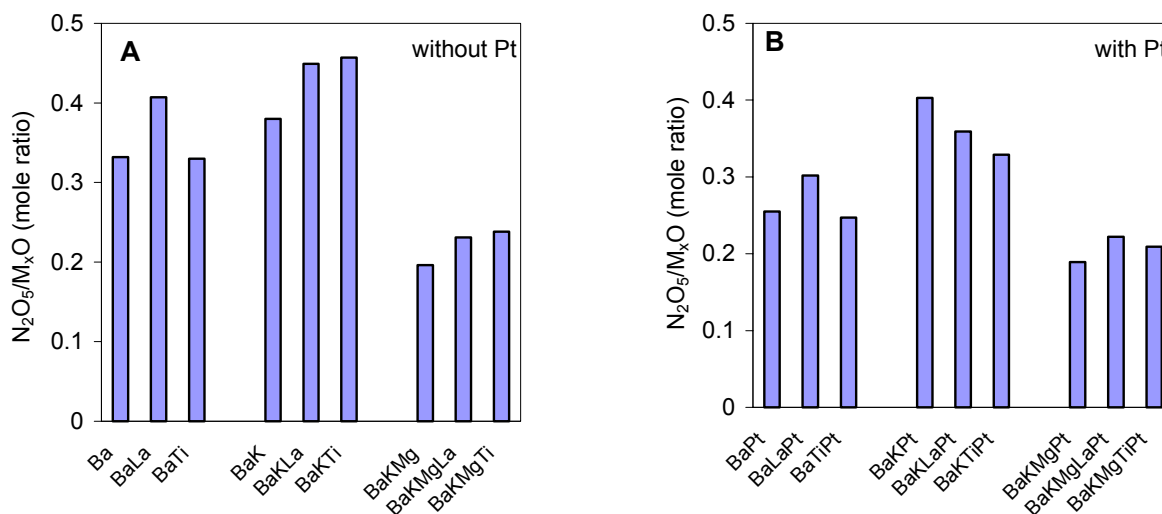 A
without Pt
N₂O₅/MₓO (mole ratio)
0.5
0.4
0.3
0.2
0.1
0
Ba
BaLa
BaTi
BaK
BaKLa
BaKTi
BaKMg
BaKMgLa
BaKMgTi
B
with Pt
N₂O₅/MₓO (mole ratio)
0.5
0.4
0.3
0.2
0.1
0
BaPt
BaLaPt
BaTiPt
BaKPt
BaKLaPt
BaKTiPt
BaKMgPt
BaKMgLaPt
BaKMgTiPt